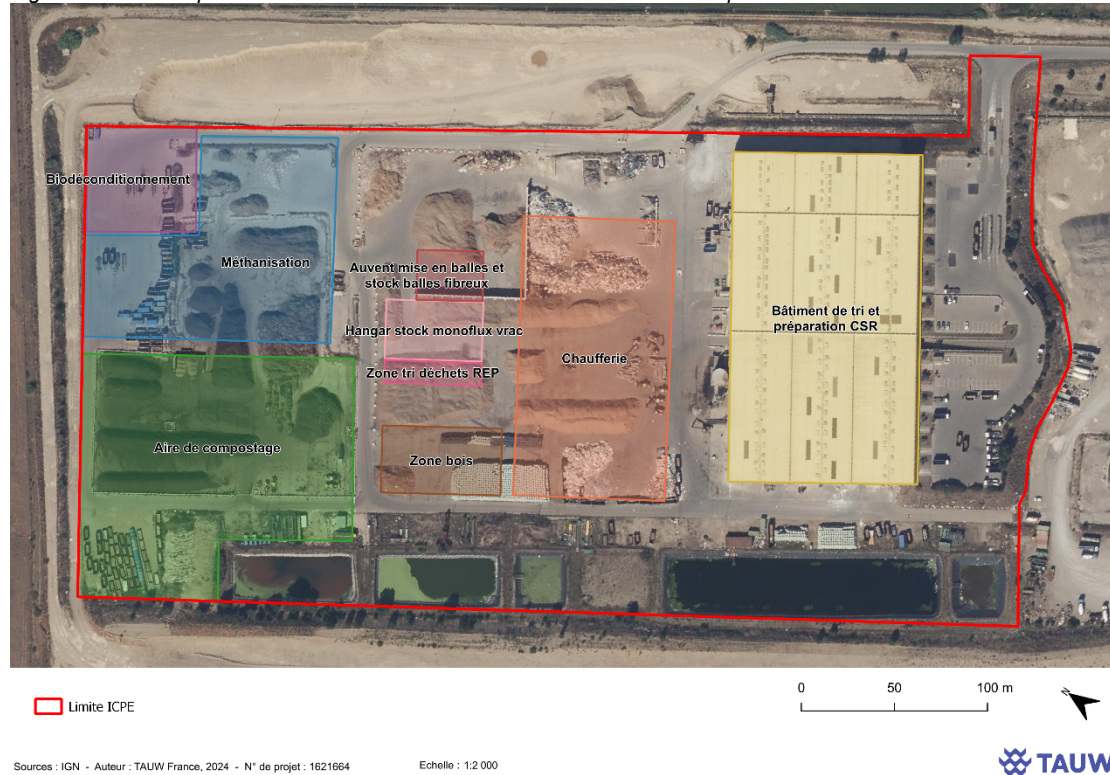 Biodéconditionnement
Méthanisation
Auvent mise en balles et
stock balles fibreux
Bâtiment de tri et
préparation CSR
Hangar stock monoflux vrac
Chaufferie
Zone tri déchets REP
Aire de compostage
Zone bois
Limite ICPE
0 50 100 m
N
Sources : IGN - Auteur : TAUW France, 2024 - N° de projet : 1621664
Echelle : 1:2 000
TAUW